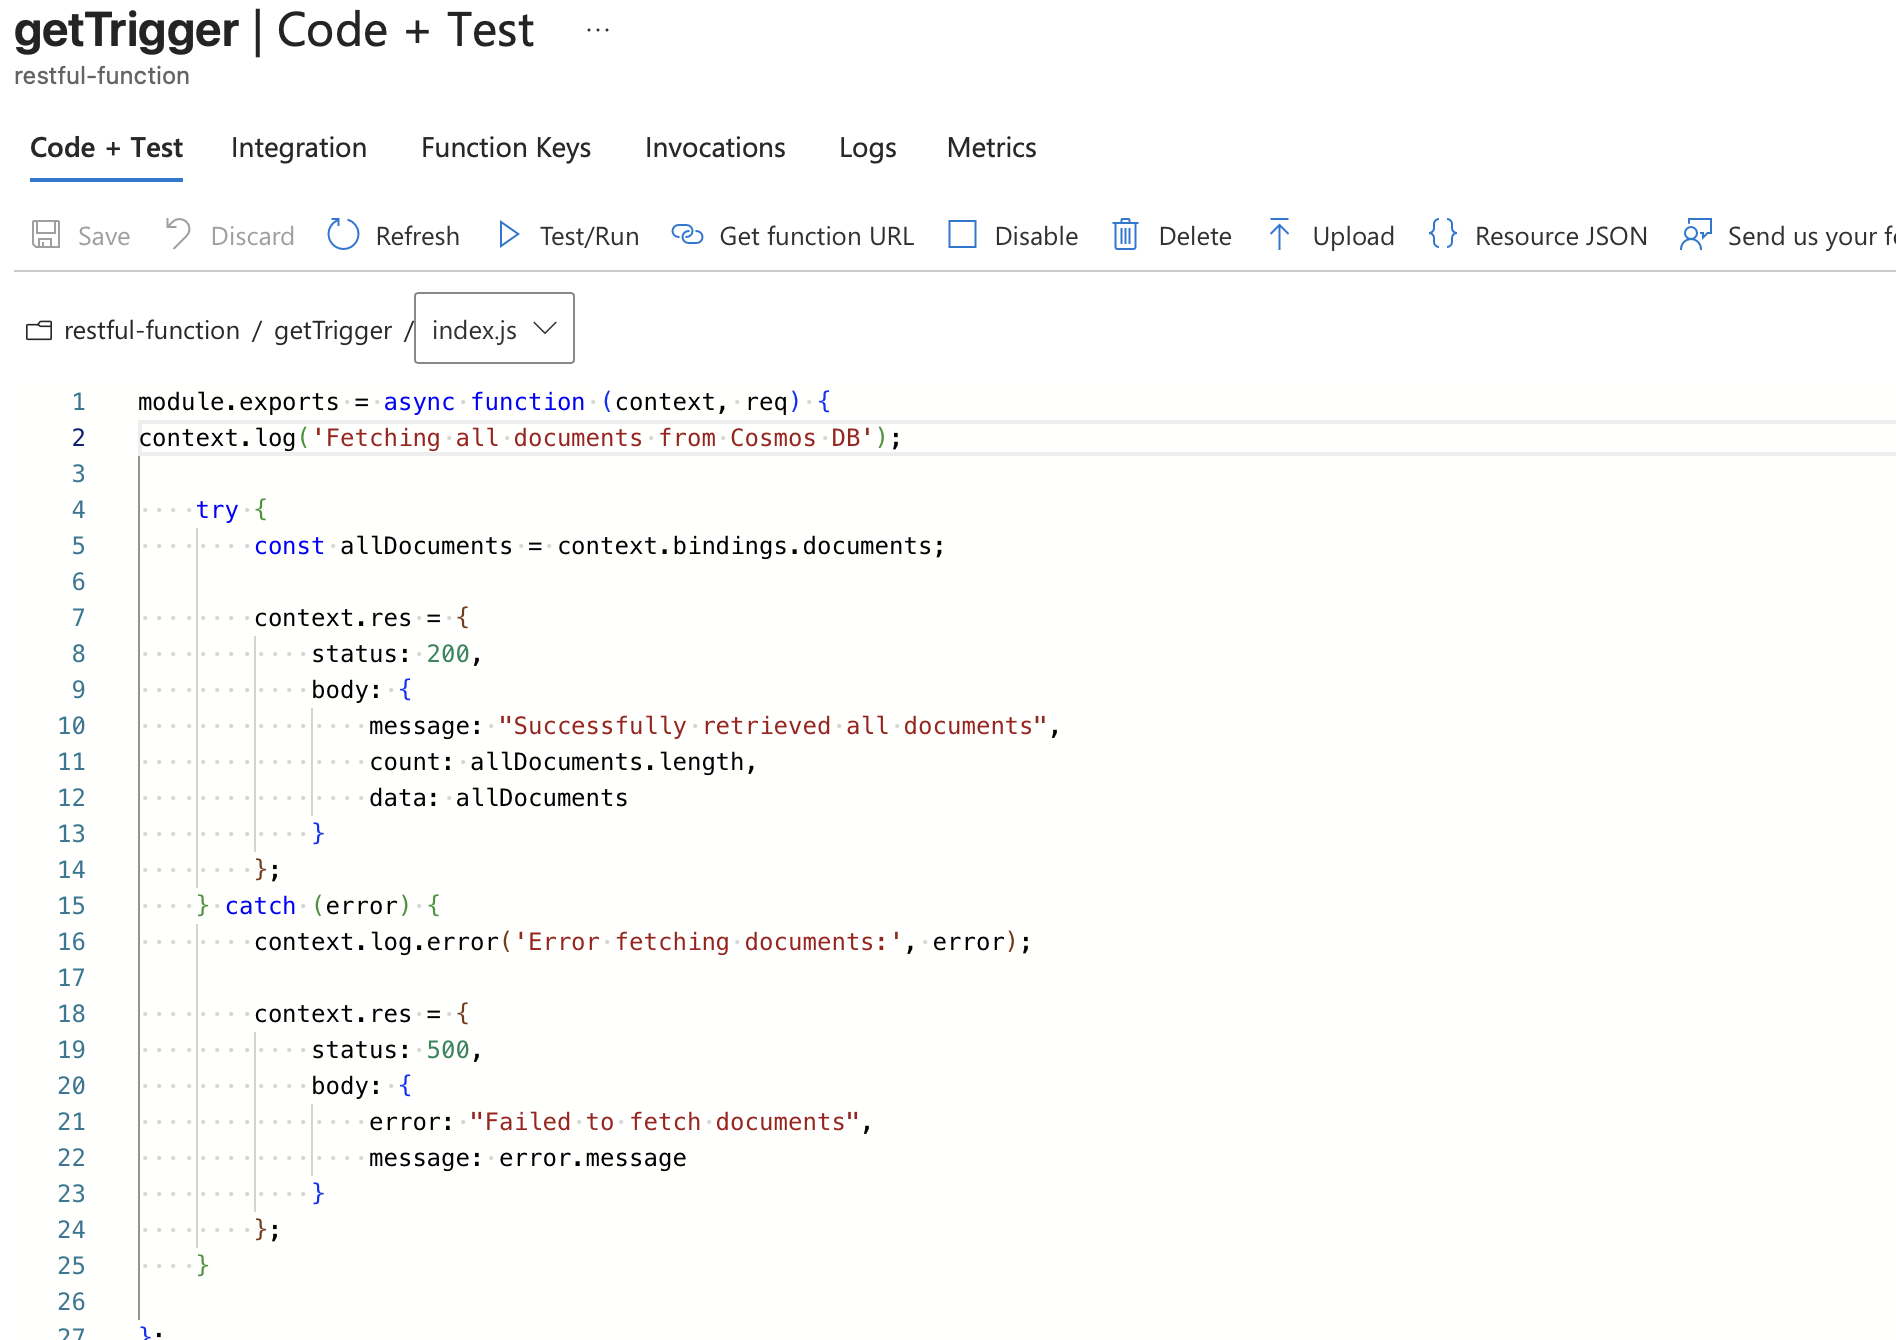 getTrigger | Code + Test ...
restful-function
Code + Test Integration Function Keys Invocations Logs Metrics
Save Discard Refresh Test/Run Get function URL Disable Delete Upload Resource JSON Send us your
restful-function / getTrigger / index.js
1 module.exports = async function (context, req) {
2 context.log('Fetching all documents from Cosmos DB');
3
4 try {
5 const allDocuments = context.bindings.documents;
6
7 context.res = {
8 status: 200,
9 body: {
10 message: "Successfully retrieved all documents",
11 count: allDocuments.length,
12 data: allDocuments
13 }
14 };
15 } catch (error) {
16 context.log.error('Error fetching documents:', error);
17
18 context.res = {
19 status: 500,
20 body: {
21 error: "Failed to fetch documents",
22 message: error.message
23 }
24 };
25 }
26
27 };